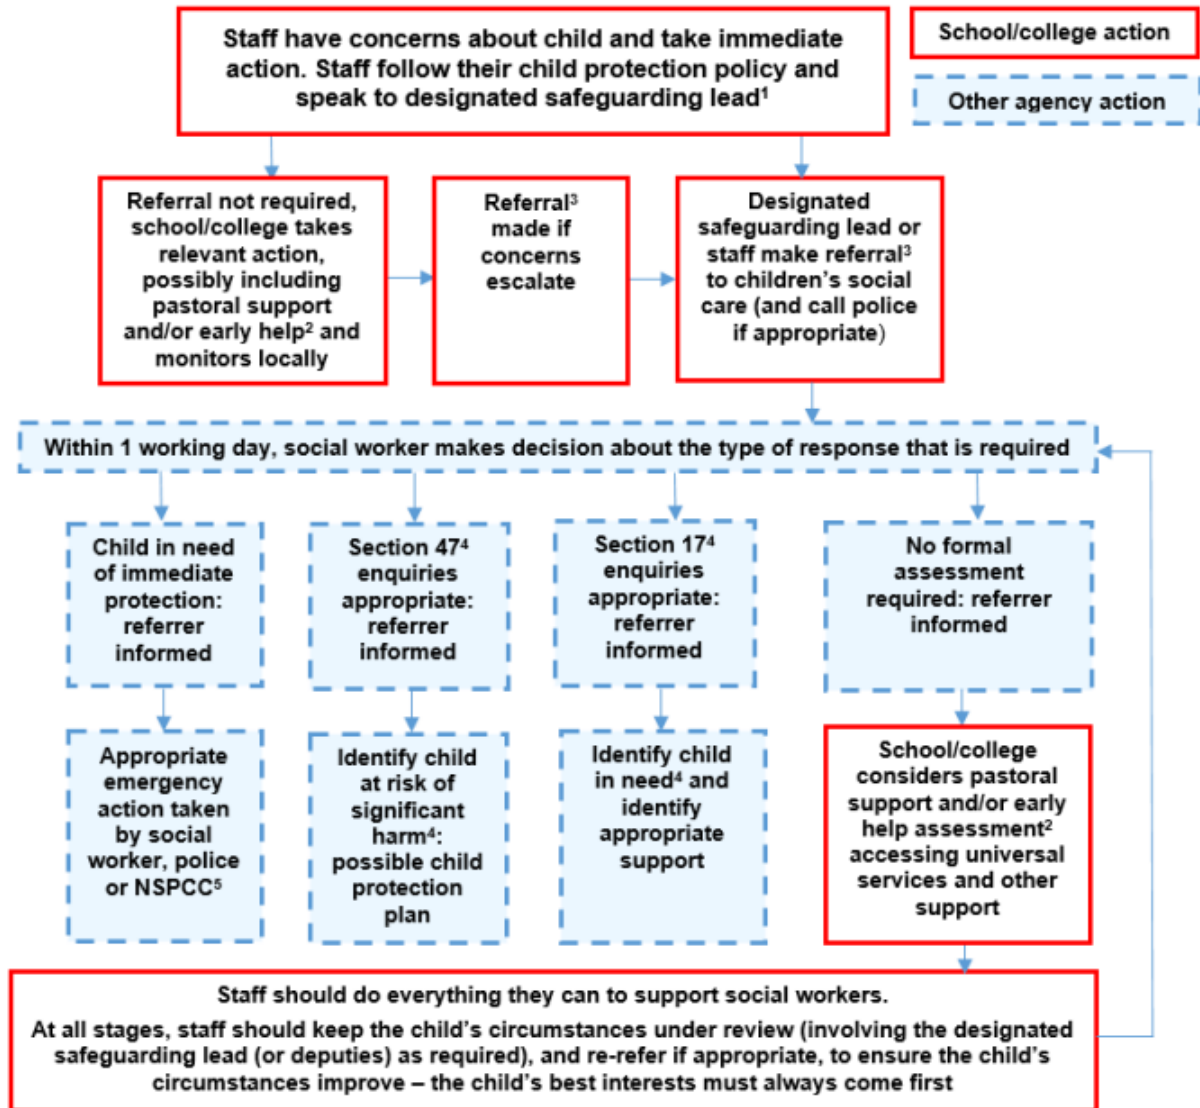 Staff have concerns about child and take immediate
action. Staff follow their child protection policy and
speak to designated safeguarding lead¹
School/college action
Other agency action
Referral not required,
school/college takes
relevant action,
possibly including
pastoral support
and/or early help² and
monitors locally
Referral³
made if
concerns
escalate
Designated
safeguarding lead or
staff make referral³
to children’s social
care (and call police
if appropriate)
Within 1 working day, social worker makes decision about the type of response that is required
Child in need
of immediate
protection:
referrer
informed
Section 47⁴
enquiries
appropriate:
referrer
informed
Section 17⁴
enquiries
appropriate:
referrer
informed
No formal
assessment
required: referrer
informed
Appropriate
emergency
action taken
by social
worker, police
or NSPCC⁵
Identify child
at risk of
significant
harm⁴:
possible child
protection
plan
Identify child
in need⁴ and
identify
appropriate
support
School/college
considers pastoral
support and/or early
help assessment²
accessing universal
services and other
support
Staff should do everything they can to support social workers.
At all stages, staff should keep the child’s circumstances under review (involving the designated
safeguarding lead (or deputies) as required), and re-refer if appropriate, to ensure the child’s
circumstances improve – the child’s best interests must always come first